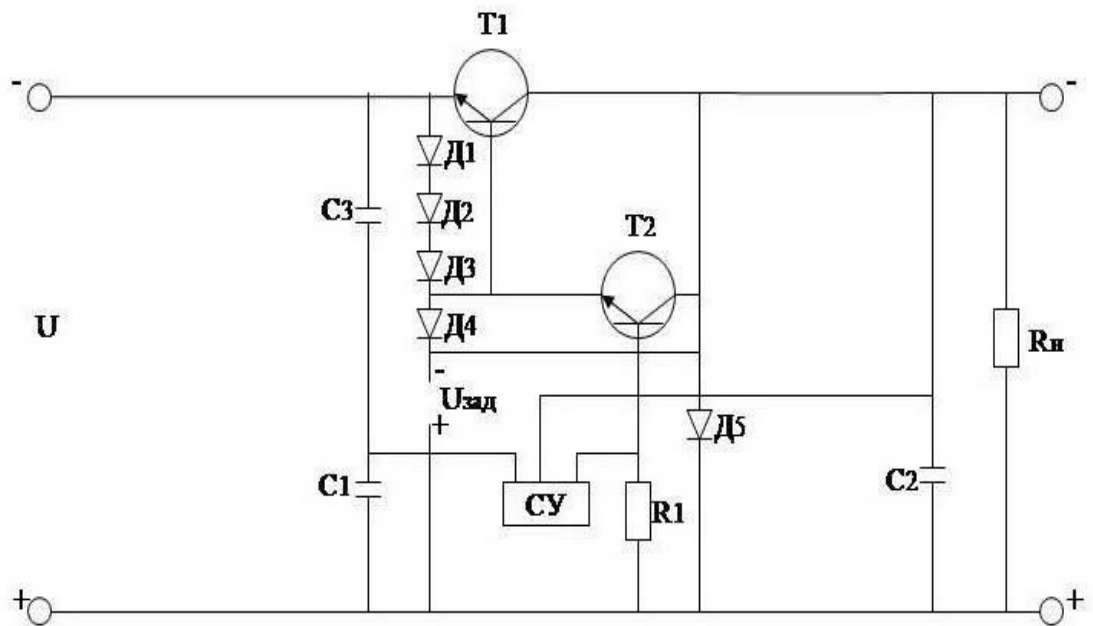 T1
-
-
Д1
C3
Д2
T2
Д3
U
Д4
Rн
-
Uзад
+
Д5
C1
СУ
R1
C2
+
+